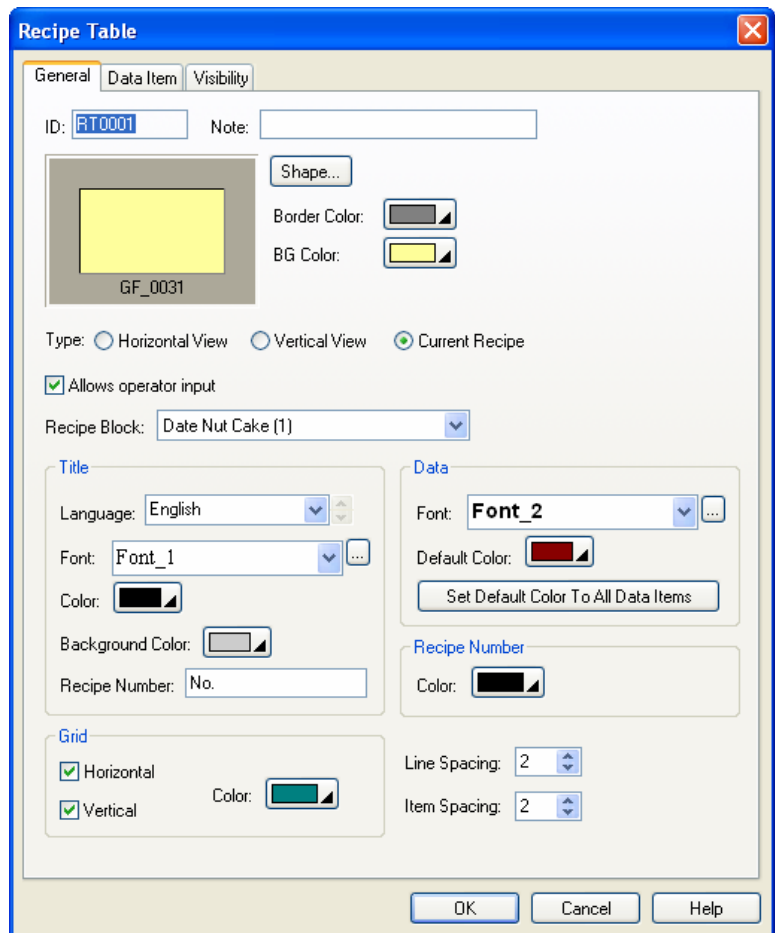 Recipe Table
General Data Item Visibility
ID: RT0001 Note:
Shape...
Border Color:
BG Color:
GF_0031
Type: Horizontal View Vertical View Current Recipe
Allows operator input
Recipe Block: Date Nut Cake (1)
Title
Language: English
Font: Font_1 ...
Color:
Background Color:
Recipe Number: No.
Data
Font: Font_2 ...
Default Color:
Set Default Color To All Data Items
Recipe Number
Color:
Grid
Horizontal
Vertical
Color:
Line Spacing: 2
Item Spacing: 2
OK Cancel Help